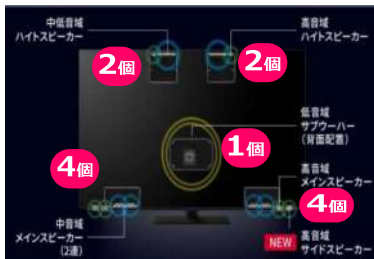 中低音域
ハイトスピーカー
高音域
ハイトスピーカー
2個
2個
低音域
サブウーハー
(背面配置)
1個
4個
高音域
メインスピーカー
4個
中音域
メインスピーカー
(2連)
NEW
高音域
サイドスピーカー